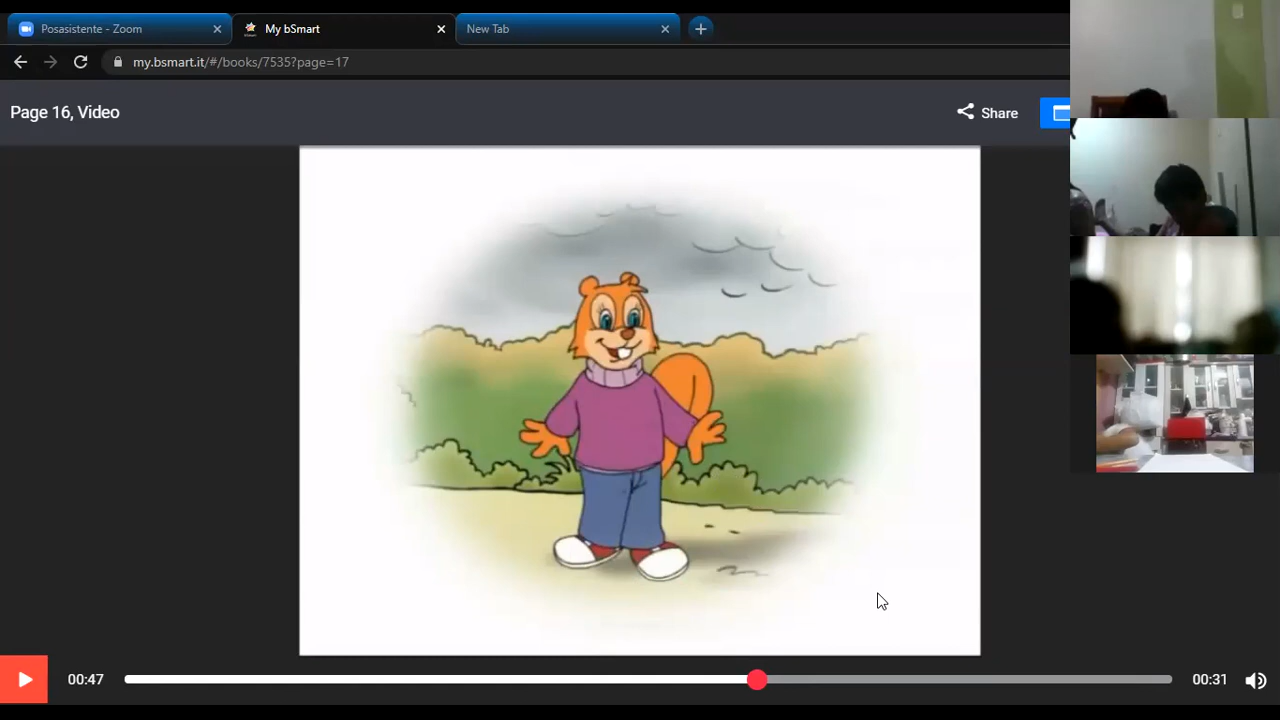 Posasistente - Zoom
My bSmart
New Tab
my.bsmart.it/#/books/7535?page=17
Page 16, Video
Share
00:47
00:31